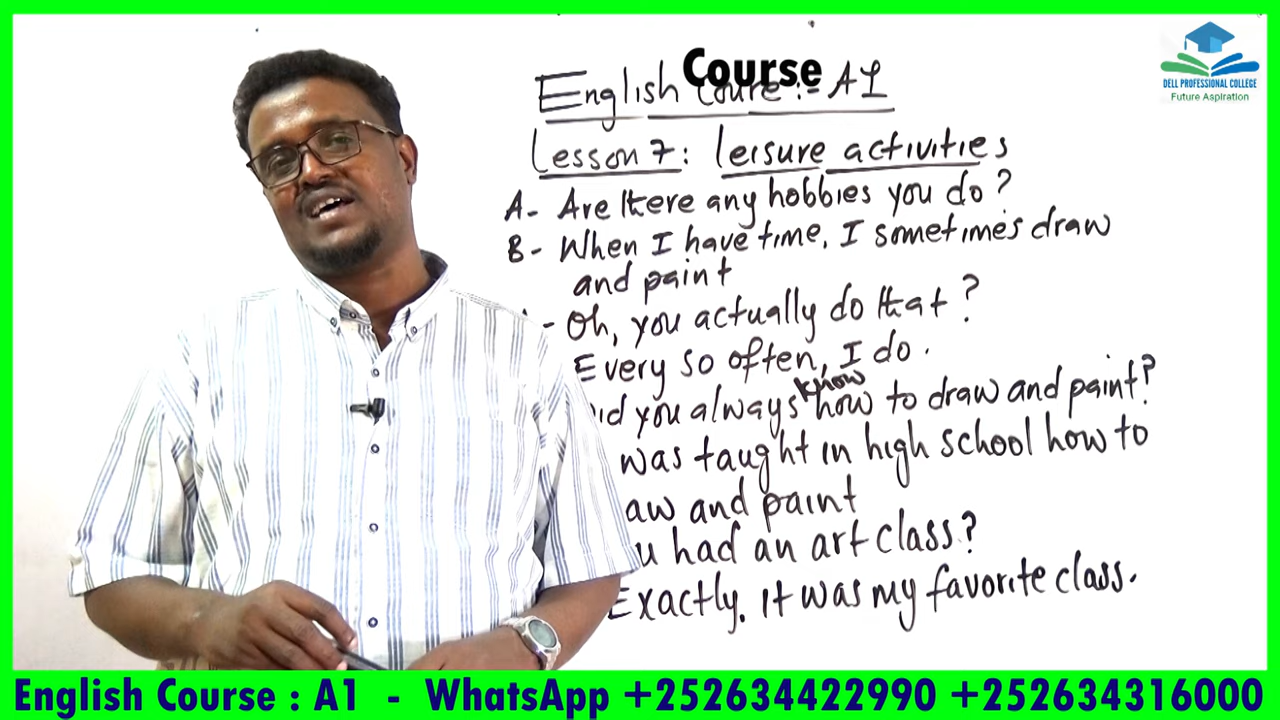 Course
English Coure :- A1
Lesson 7: leisure activities
A- Are there any hobbies you do?
B- When I have time, I sometimes draw
and paint
- Oh, you actually do that?
Every so often, I do.
id you always know how to draw and paint?
was taught in high school how to
aw and paint
u had an art class?
Exactly. It was my favorite class.
DELL PROFESSIONAL COLLEGE
Future Aspiration
English Course : A1 - WhatsApp +252634422990 +252634316000